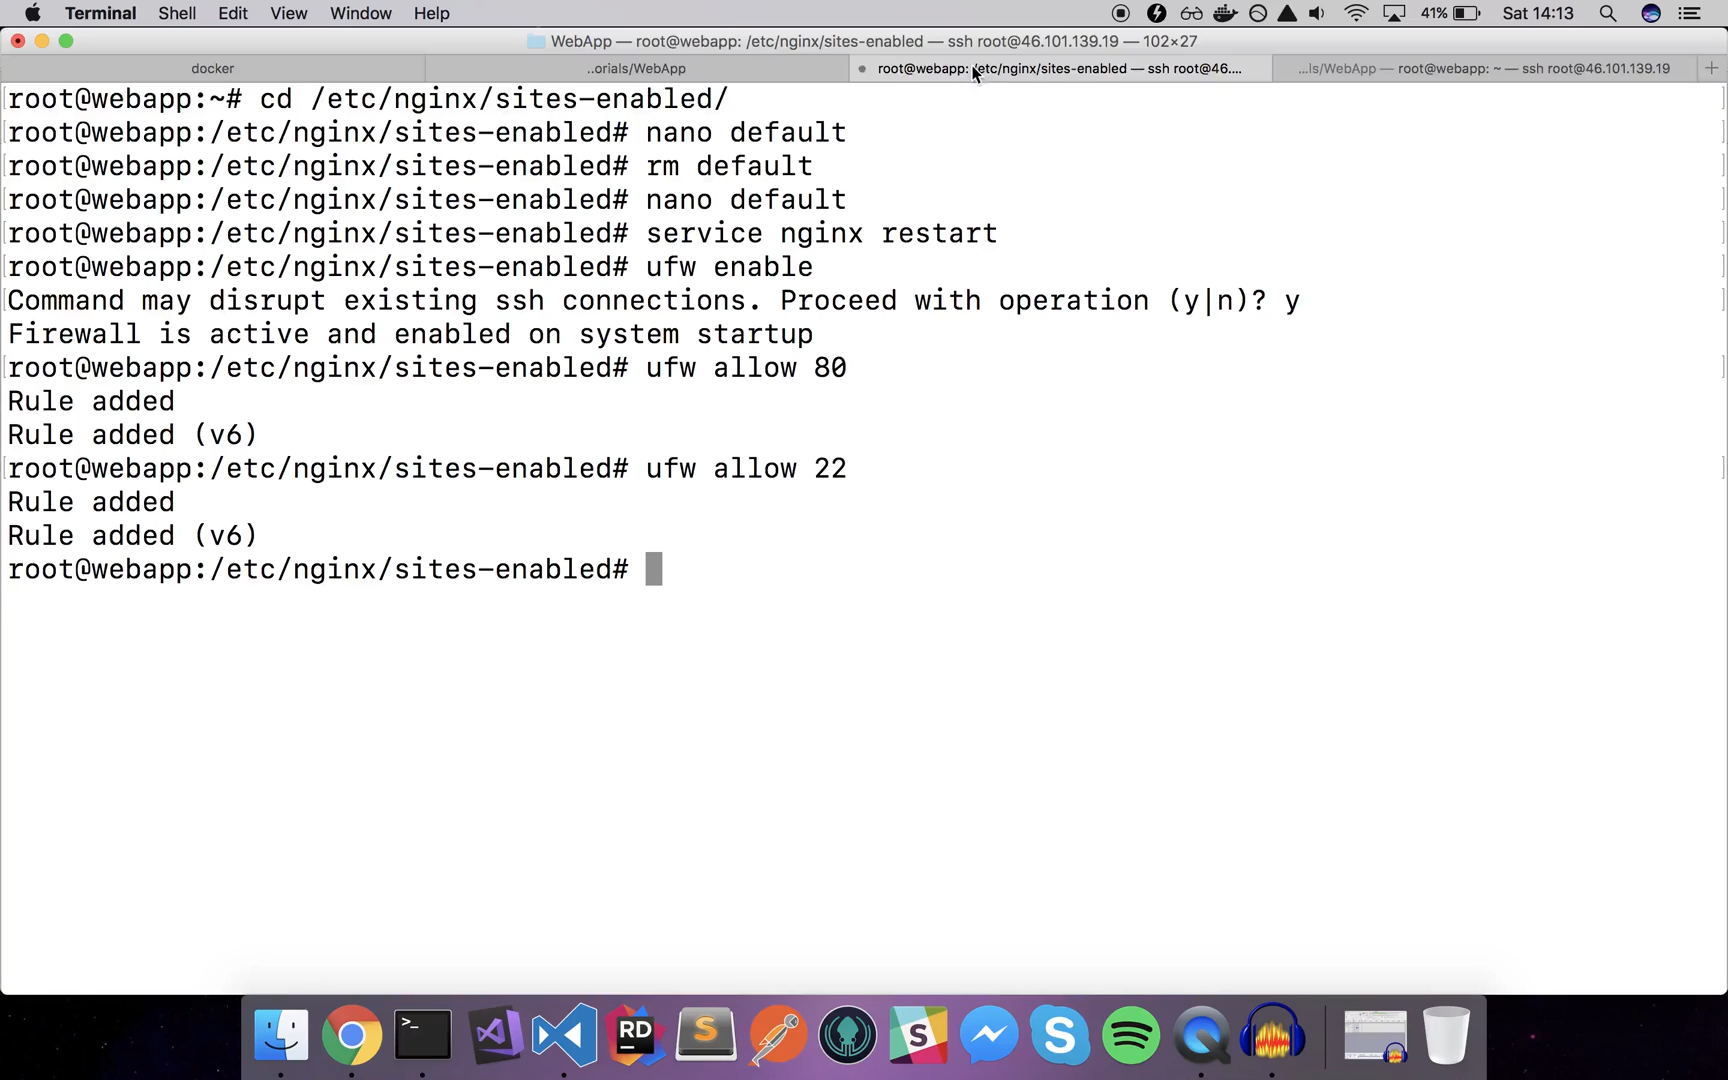 Terminal Shell Edit View Window Help 41% Sat 14:13
WebApp — root@webapp: /etc/nginx/sites-enabled — ssh root@46.101.139.19 — 102×27
docker ..orials/WebApp root@webapp: /etc/nginx/sites-enabled — ssh root@46.... ...ls/WebApp — root@webapp: ~ — ssh root@46.101.139.19 +
root@webapp:~# cd /etc/nginx/sites-enabled/
root@webapp:/etc/nginx/sites-enabled# nano default
root@webapp:/etc/nginx/sites-enabled# rm default
root@webapp:/etc/nginx/sites-enabled# nano default
root@webapp:/etc/nginx/sites-enabled# service nginx restart
root@webapp:/etc/nginx/sites-enabled# ufw enable
Command may disrupt existing ssh connections. Proceed with operation (y|n)? y
Firewall is active and enabled on system startup
root@webapp:/etc/nginx/sites-enabled# ufw allow 80
Rule added
Rule added (v6)
root@webapp:/etc/nginx/sites-enabled# ufw allow 22
Rule added
Rule added (v6)
root@webapp:/etc/nginx/sites-enabled#
>_ RD S S S